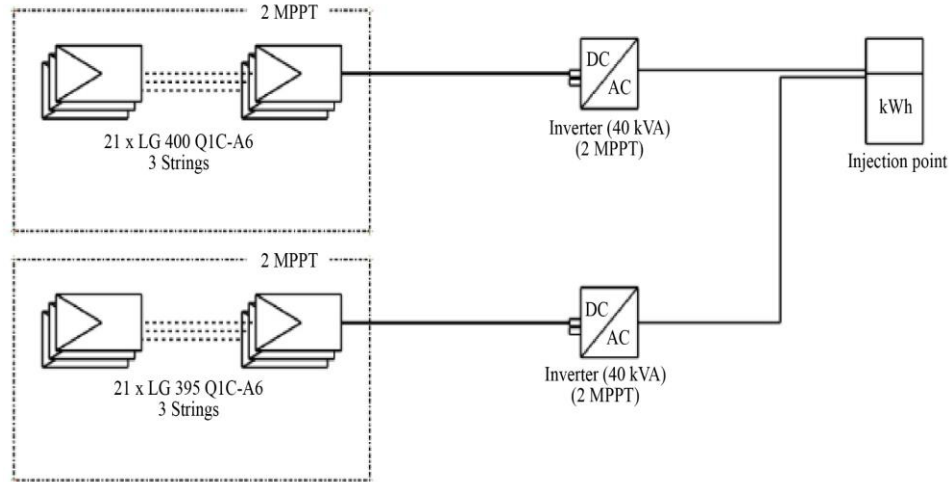 2 MPPT
21 x LG 400 Q1C-A6
3 Strings
DC
AC
Inverter (40 kVA)
(2 MPPT)
kWh
Injection point
2 MPPT
21 x LG 395 Q1C-A6
3 Strings
DC
AC
Inverter (40 kVA)
(2 MPPT)